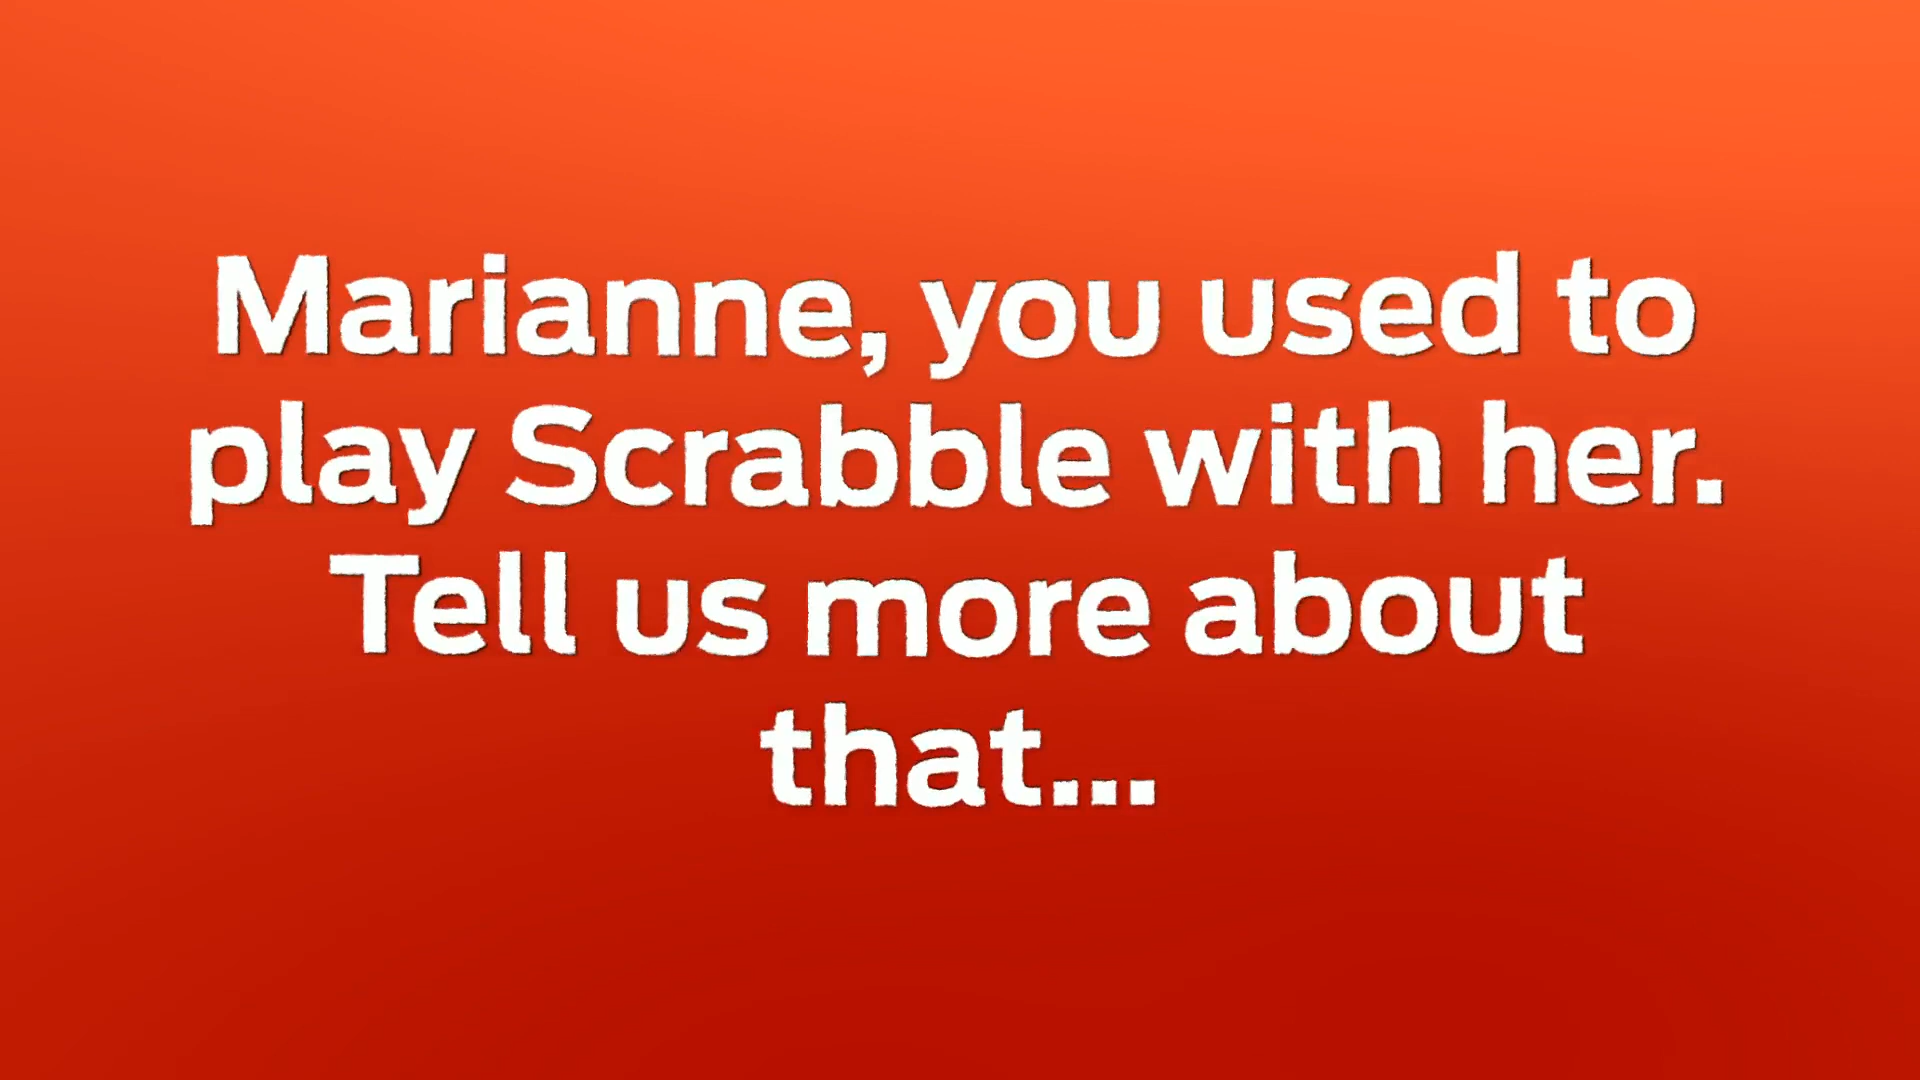 Marianne, you used to
play Scrabble with her.
Tell us more about
that...